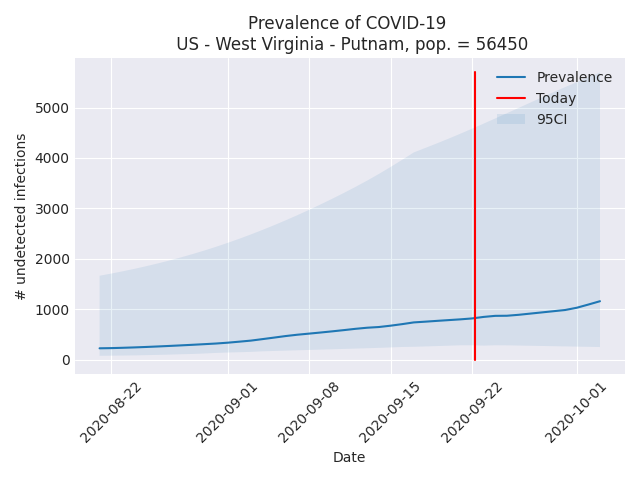 Prevalence of COVID-19
US - West Virginia - Putnam, pop. = 56450
Prevalence
Today
95CI
5000
4000
3000
2000
1000
0
# undetected infections
2020-08-22
2020-09-01
2020-09-08
2020-09-15
2020-09-22
2020-10-01
Date